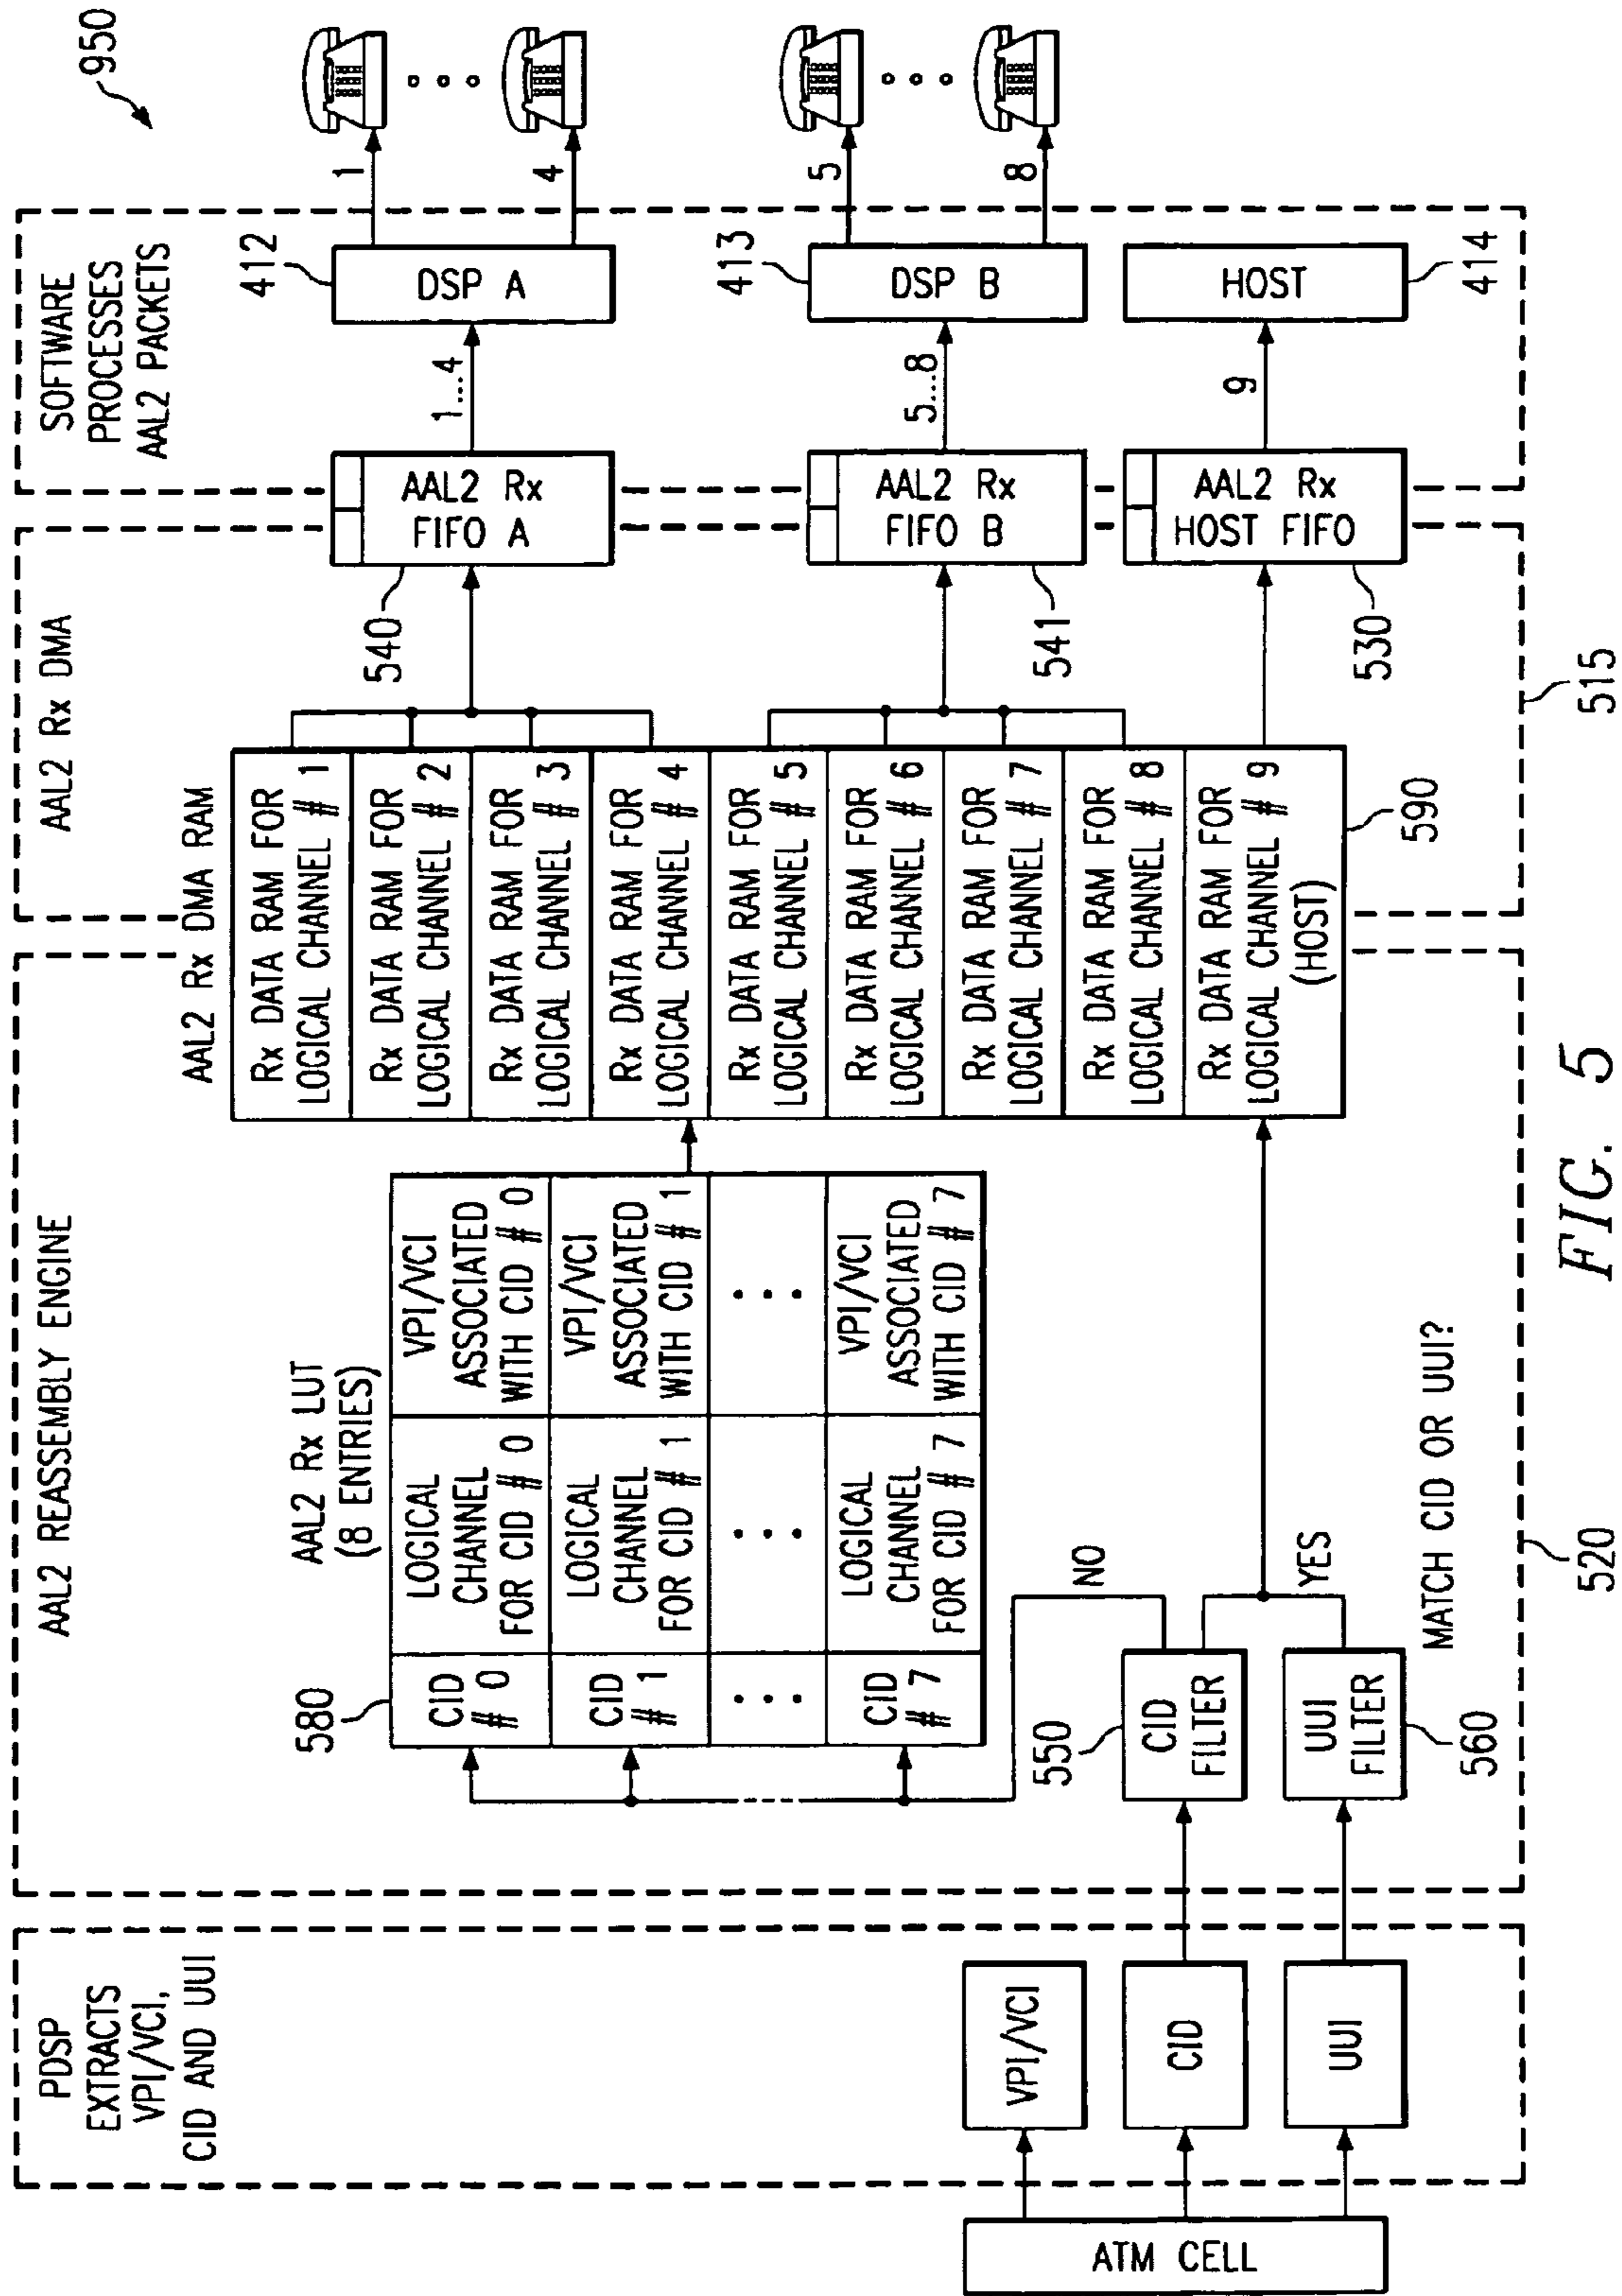 950
PDSP
EXTRACTS
VPI/VCI,
CID AND UUI
ATM CELL
VPI/VCI
CID
UUI
AAL2 REASSEMBLY ENGINE
AAL2 Rx LUT
(8 ENTRIES)
580
CID
# 0
LOGICAL
CHANNEL
FOR CID # 0
VPI/VCI
ASSOCIATED
WITH CID # 0
CID
# 1
LOGICAL
CHANNEL
FOR CID # 1
VPI/VCI
ASSOCIATED
WITH CID # 1
CID
# 7
LOGICAL
CHANNEL
FOR CID # 7
VPI/VCI
ASSOCIATED
WITH CID # 7
550
CID
FILTER
NO
UUI
FILTER
560
YES
MATCH CID OR UUI?
520
AAL2 Rx DMA
AAL2 Rx DMA RAM
Rx DATA RAM FOR
LOGICAL CHANNEL # 1
Rx DATA RAM FOR
LOGICAL CHANNEL # 2
Rx DATA RAM FOR
LOGICAL CHANNEL # 3
Rx DATA RAM FOR
LOGICAL CHANNEL # 4
Rx DATA RAM FOR
LOGICAL CHANNEL # 5
Rx DATA RAM FOR
LOGICAL CHANNEL # 6
Rx DATA RAM FOR
LOGICAL CHANNEL # 7
Rx DATA RAM FOR
LOGICAL CHANNEL # 8
Rx DATA RAM FOR
LOGICAL CHANNEL # 9
(HOST)
590
515
540
AAL2 Rx
FIFO A
541
AAL2 Rx
FIFO B
530
AAL2 Rx
HOST FIFO
SOFTWARE
PROCESSES
AAL2 PACKETS
1...4
412
DSP A
1
4
5...8
413
DSP B
5
8
9
HOST
414
FIG. 5